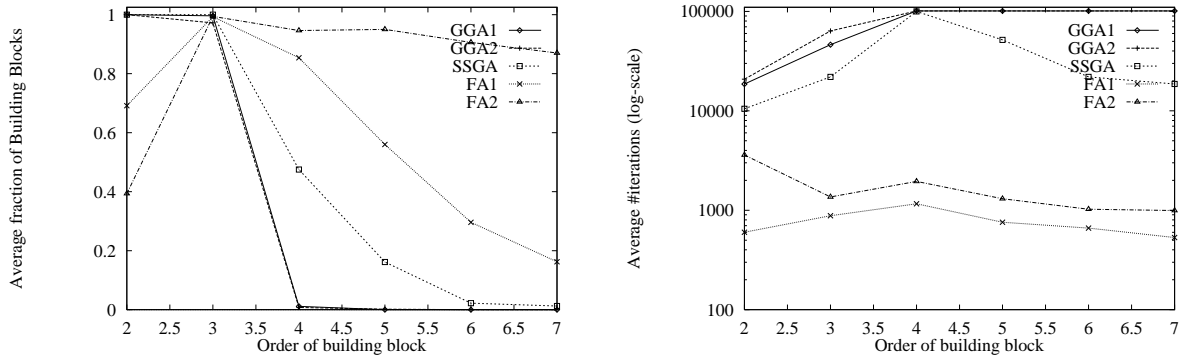 Average fraction of Building Blocks
1
0.8
0.6
0.4
0.2
0
2 2.5 3 3.5 4 4.5 5 5.5 6 6.5 7
Order of building block
GGA1
GGA2
SSGA
FA1
FA2
Average #iterations (log-scale)
100000
10000
1000
100
2 2.5 3 3.5 4 4.5 5 5.5 6 6.5 7
Order of building block
GGA1
GGA2
SSGA
FA1
FA2